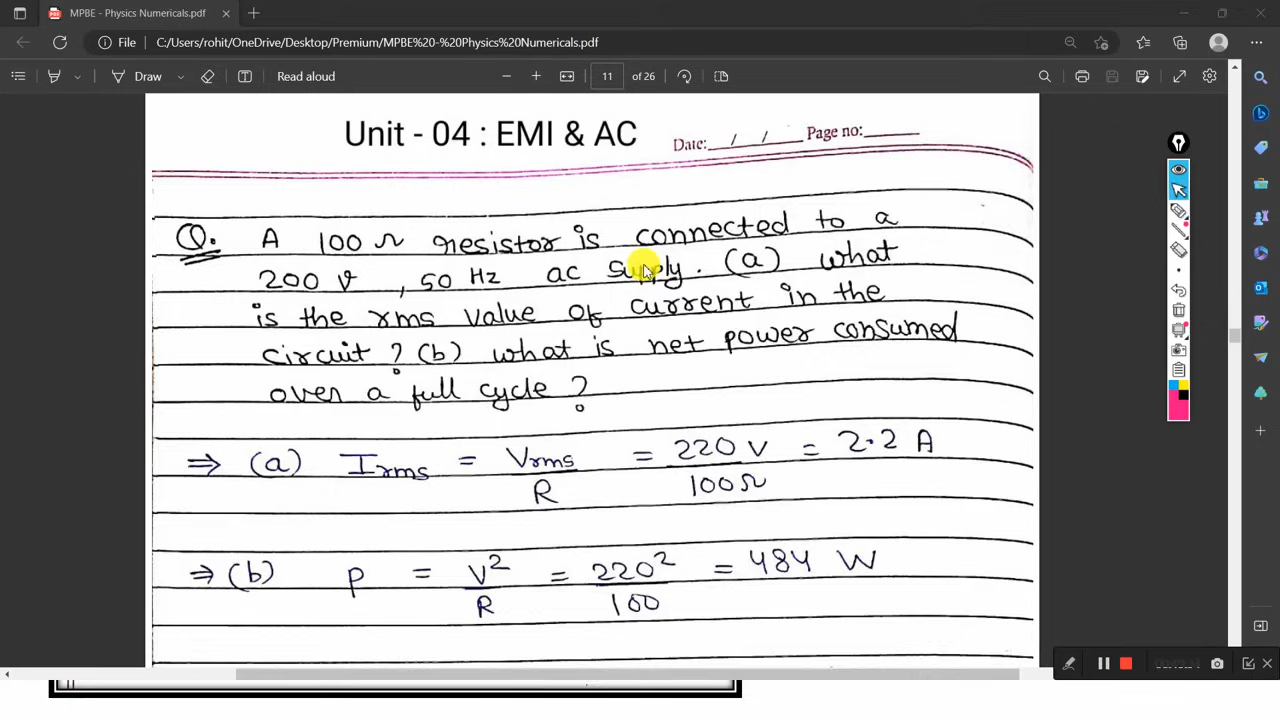 MPBE - Physics Numericals.pdf
File C:/Users/rohit/OneDrive/Desktop/Premium/MPBE%20-%20Physics%20Numericals.pdf
Draw Read aloud 11 of 26
Unit - 04 : EMI & AC
Date: / / Page no:
Q. A 100 Ω resistor is connected to a
200 V , 50 Hz ac supply. (a) what
is the rms value of current in the
circuit ? (b) what is net power consumed
over a full cycle ?
⇒ (a) Irms = Vrms / R = 220 V / 100 Ω = 2.2 A
⇒ (b) p = V² / R = 220² / 100 = 484 W